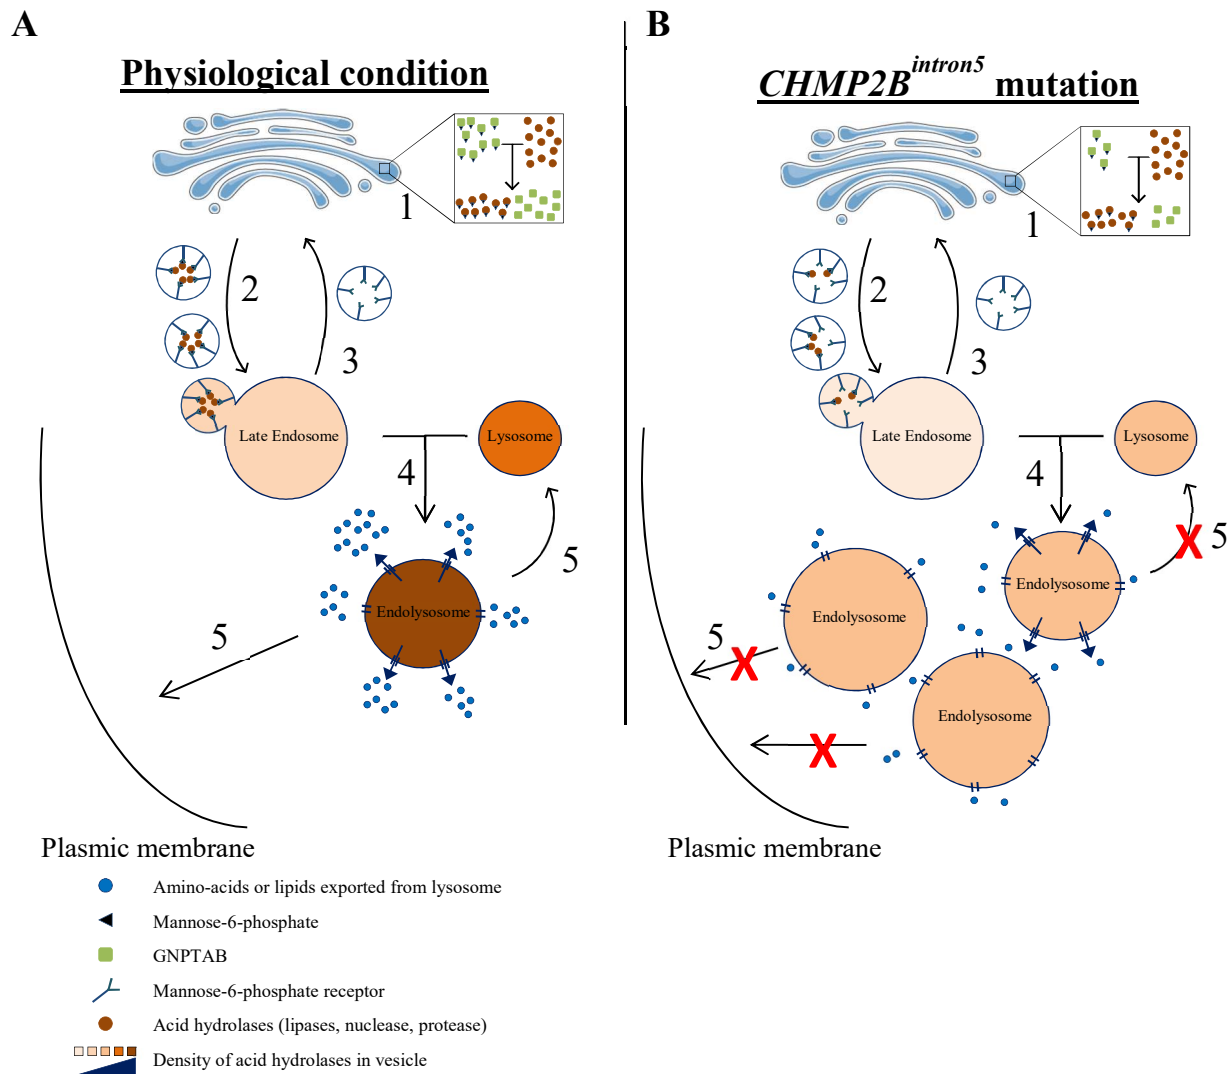 A
Physiological condition
1
2
3
Late Endosome
Lysosome
4
5
Endolysosome
5
Plasmic membrane
Amino-acids or lipids exported from lysosome
Mannose-6-phosphate
GNPTAB
Mannose-6-phosphate receptor
Acid hydrolases (lipases, nuclease, protease)
Density of acid hydrolases in vesicle
B
CHMP2B^intron5 mutation
1
2
3
Late Endosome
Lysosome
4
5
X
Endolysosome
Endolysosome
5
X
Endolysosome
X
Plasmic membrane